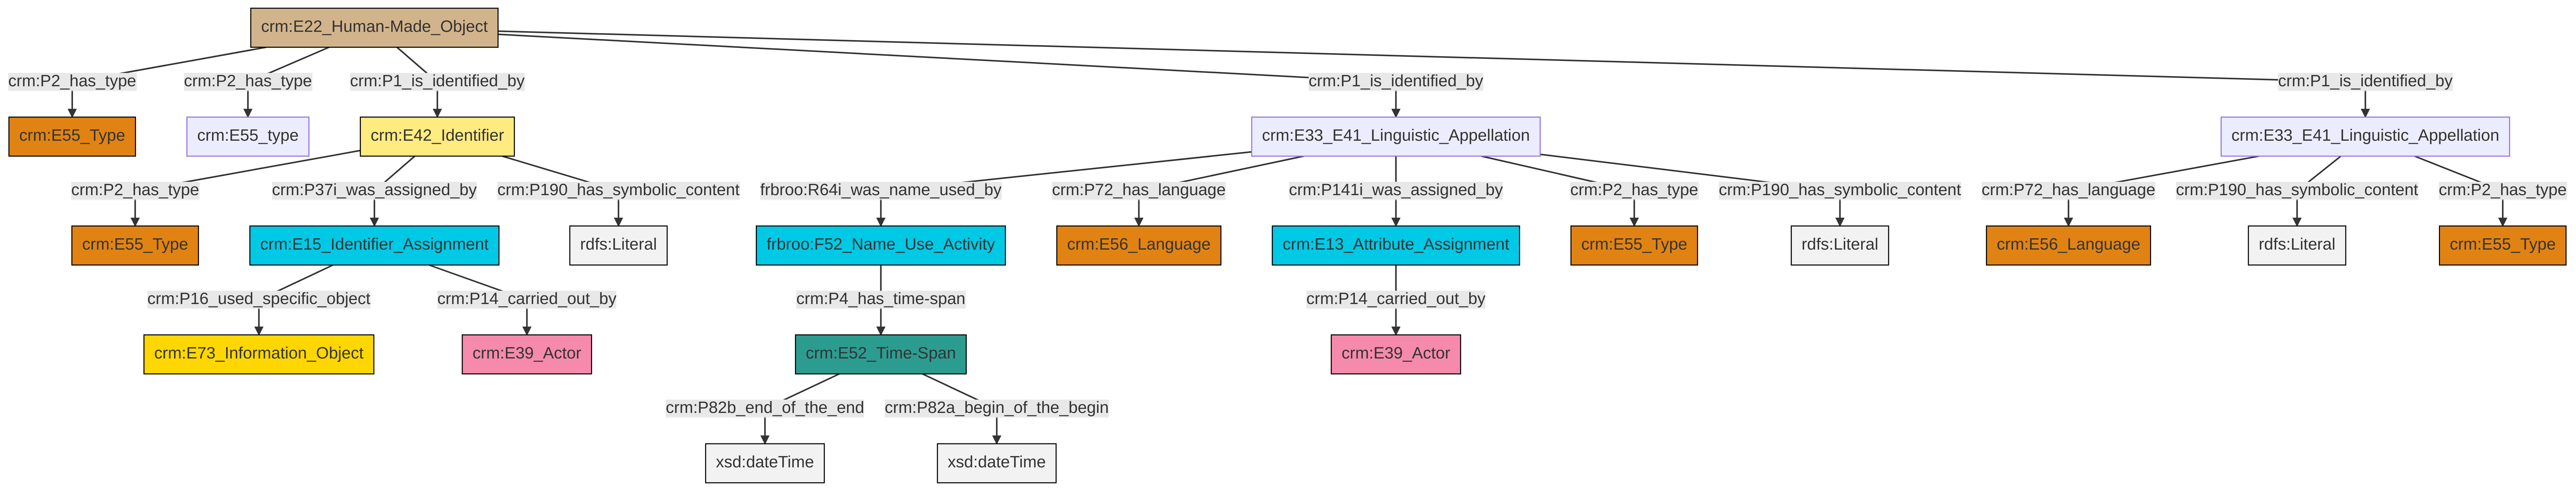 crm:E22_Human-Made_Object
crm:P2_has_type
crm:P2_has_type
crm:P1_is_identified_by
crm:P1_is_identified_by
crm:P1_is_identified_by
crm:E55_Type
crm:E55_type
crm:E42_Identifier
crm:E33_E41_Linguistic_Appellation
crm:E33_E41_Linguistic_Appellation
crm:P2_has_type
crm:P37i_was_assigned_by
crm:P190_has_symbolic_content
frbroo:R64i_was_name_used_by
crm:P72_has_language
crm:P141i_was_assigned_by
crm:P2_has_type
crm:P190_has_symbolic_content
crm:P72_has_language
crm:P190_has_symbolic_content
crm:P2_has_type
crm:E55_Type
crm:E15_Identifier_Assignment
rdfs:Literal
frbroo:F52_Name_Use_Activity
crm:E56_Language
crm:E13_Attribute_Assignment
crm:E55_Type
rdfs:Literal
crm:E56_Language
rdfs:Literal
crm:E55_Type
crm:P16_used_specific_object
crm:P14_carried_out_by
crm:P4_has_time-span
crm:P14_carried_out_by
crm:E73_Information_Object
crm:E39_Actor
crm:E52_Time-Span
crm:E39_Actor
crm:P82b_end_of_the_end
crm:P82a_begin_of_the_begin
xsd:dateTime
xsd:dateTime